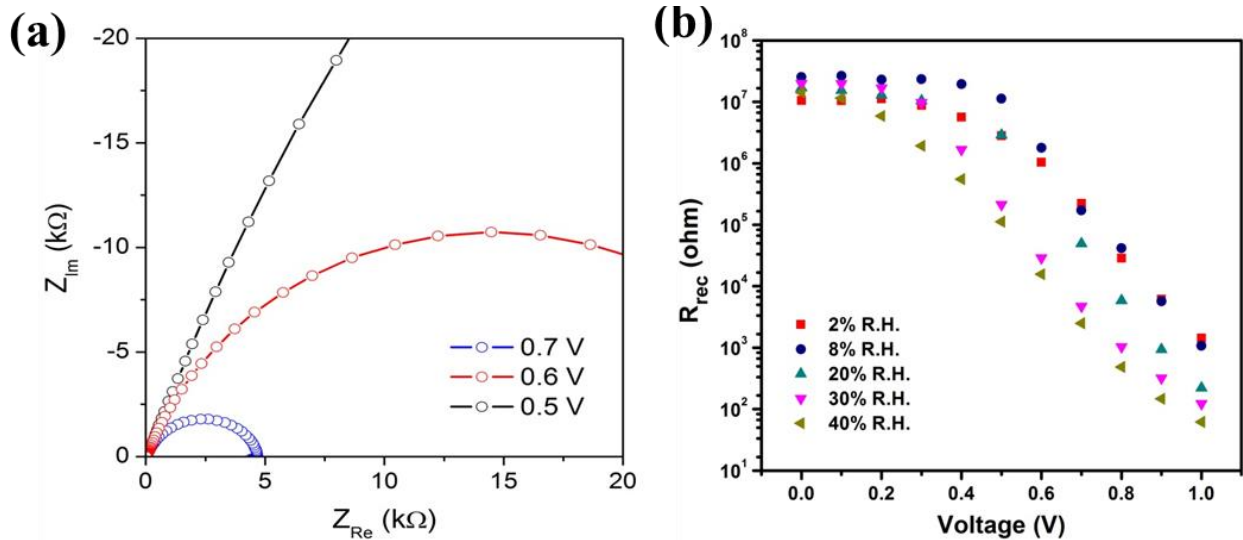 (a)
-20
-15
-10
-5
0
0 5 10 15 20
Z_Im (kΩ)
Z_Re (kΩ)
0.7 V
0.6 V
0.5 V
(b)
10^8
10^7
10^6
10^5
10^4
10^3
10^2
10^1
0.0 0.2 0.4 0.6 0.8 1.0
R_rec (ohm)
Voltage (V)
2% R.H.
8% R.H.
20% R.H.
30% R.H.
40% R.H.